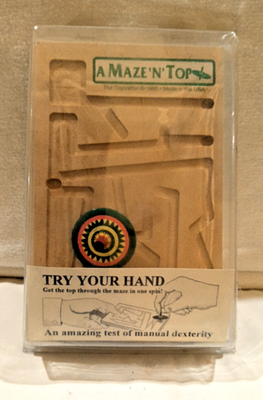 A MAZE 'N' TOP
TRY YOUR HAND
Get the top through the maze in one spin!
An amazing test of manual dexterity